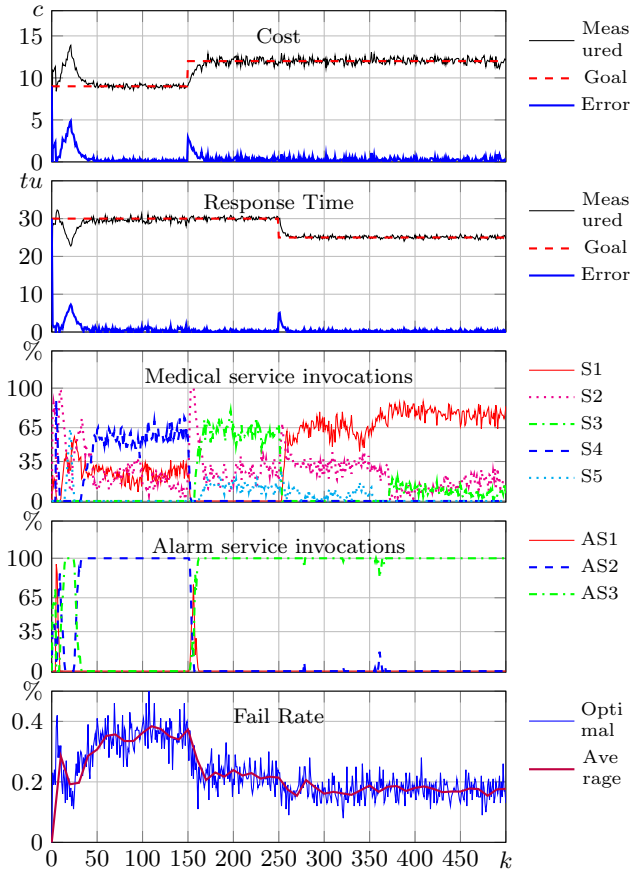 c
Cost
15
10
5
0
Meas
ured
Goal
Error
tu
Response Time
30
20
10
0
Meas
ured
Goal
Error
%
Medical service invocations
100
65
35
0
S1
S2
S3
S4
S5
%
Alarm service invocations
100
65
35
0
AS1
AS2
AS3
%
Fail Rate
0.4
0.2
0
Opti
mal
Ave
rage
0 50 100 150 200 250 300 350 400 450 k